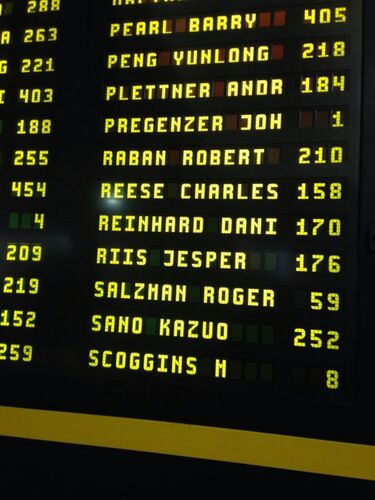 288
A 263
G 221
I 403
188
255
454
4
209
219
152
259
PEARL BARRY 405
PENG YUNLONG 218
PLETTNER ANDR 184
PREGENZER JOH 1
RABAN ROBERT 210
REESE CHARLES 158
REINHARD DANI 170
RIIS JESPER 176
SALZMAN ROGER 59
SANO KAZUO 252
SCOGGINS M 8